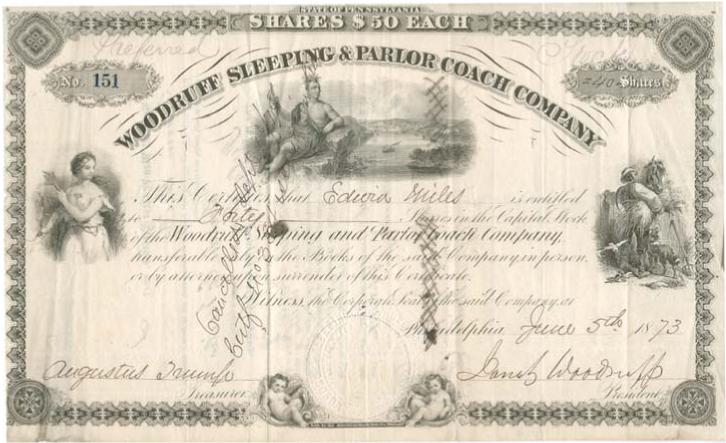 STATE OF PENNSYLVANIA
SHARES $50 EACH
Preferred
No. 151
40 Shares
WOODRUFF SLEEPING & PARLOR COACH COMPANY
This Certifies that Edwin Miles is entitled
to Forty Shares in the Capital Stock
of the Woodruff Sleeping and Parlor Coach Company,
transferable only on the Books of the said Company in person
or by attorney upon surrender of this Certificate.
Witness, the Corporate Seal of the said Company at
Philadelphia June 5th 1873
Augustus Trump
Treasurer
Jonah Woodruff
President
Cancelled